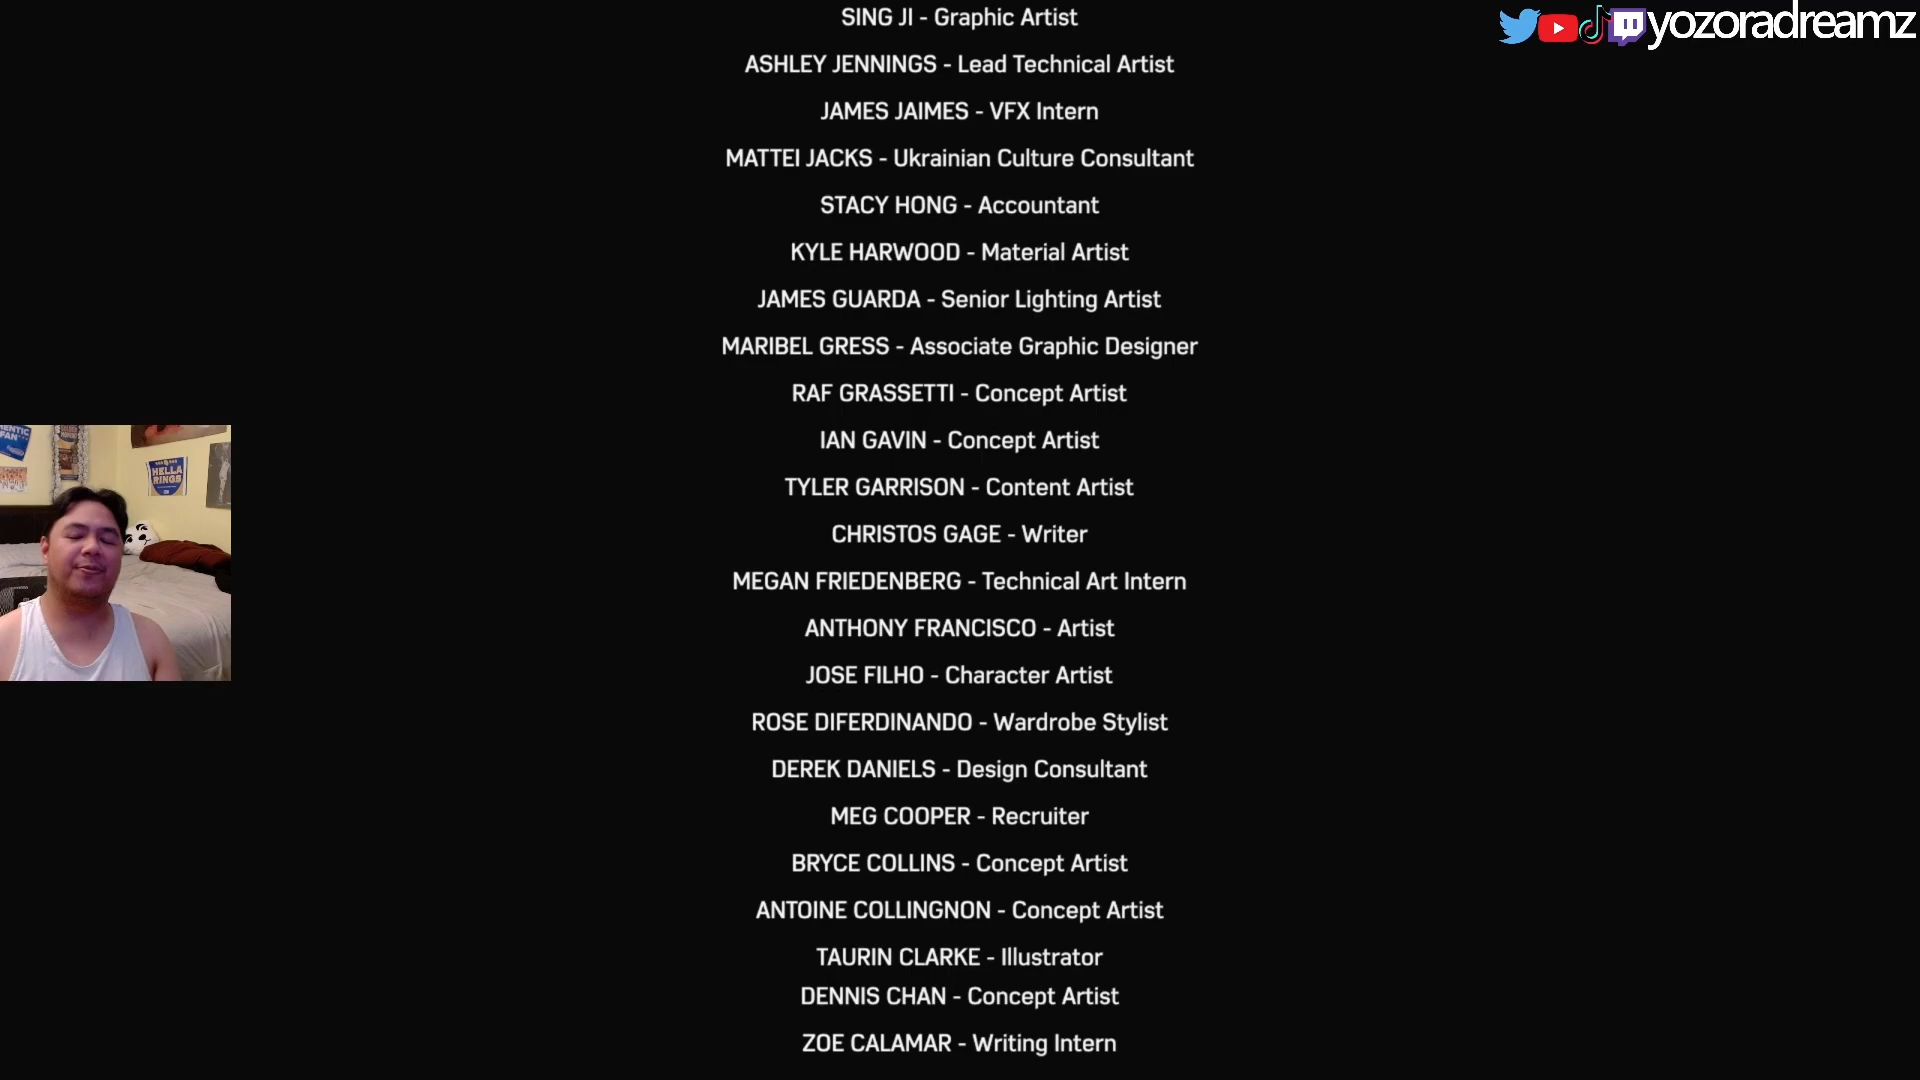 yozoradreamz
SING JI - Graphic Artist
ASHLEY JENNINGS - Lead Technical Artist
JAMES JAIMES - VFX Intern
MATTEI JACKS - Ukrainian Culture Consultant
STACY HONG - Accountant
KYLE HARWOOD - Material Artist
JAMES GUARDA - Senior Lighting Artist
MARIBEL GRESS - Associate Graphic Designer
RAF GRASSETTI - Concept Artist
IAN GAVIN - Concept Artist
TYLER GARRISON - Content Artist
CHRISTOS GAGE - Writer
MEGAN FRIEDENBERG - Technical Art Intern
ANTHONY FRANCISCO - Artist
JOSE FILHO - Character Artist
ROSE DIFERDINANDO - Wardrobe Stylist
DEREK DANIELS - Design Consultant
MEG COOPER - Recruiter
BRYCE COLLINS - Concept Artist
ANTOINE COLLINGNON - Concept Artist
TAURIN CLARKE - Illustrator
DENNIS CHAN - Concept Artist
ZOE CALAMAR - Writing Intern
FAN
HELLA
RINGS